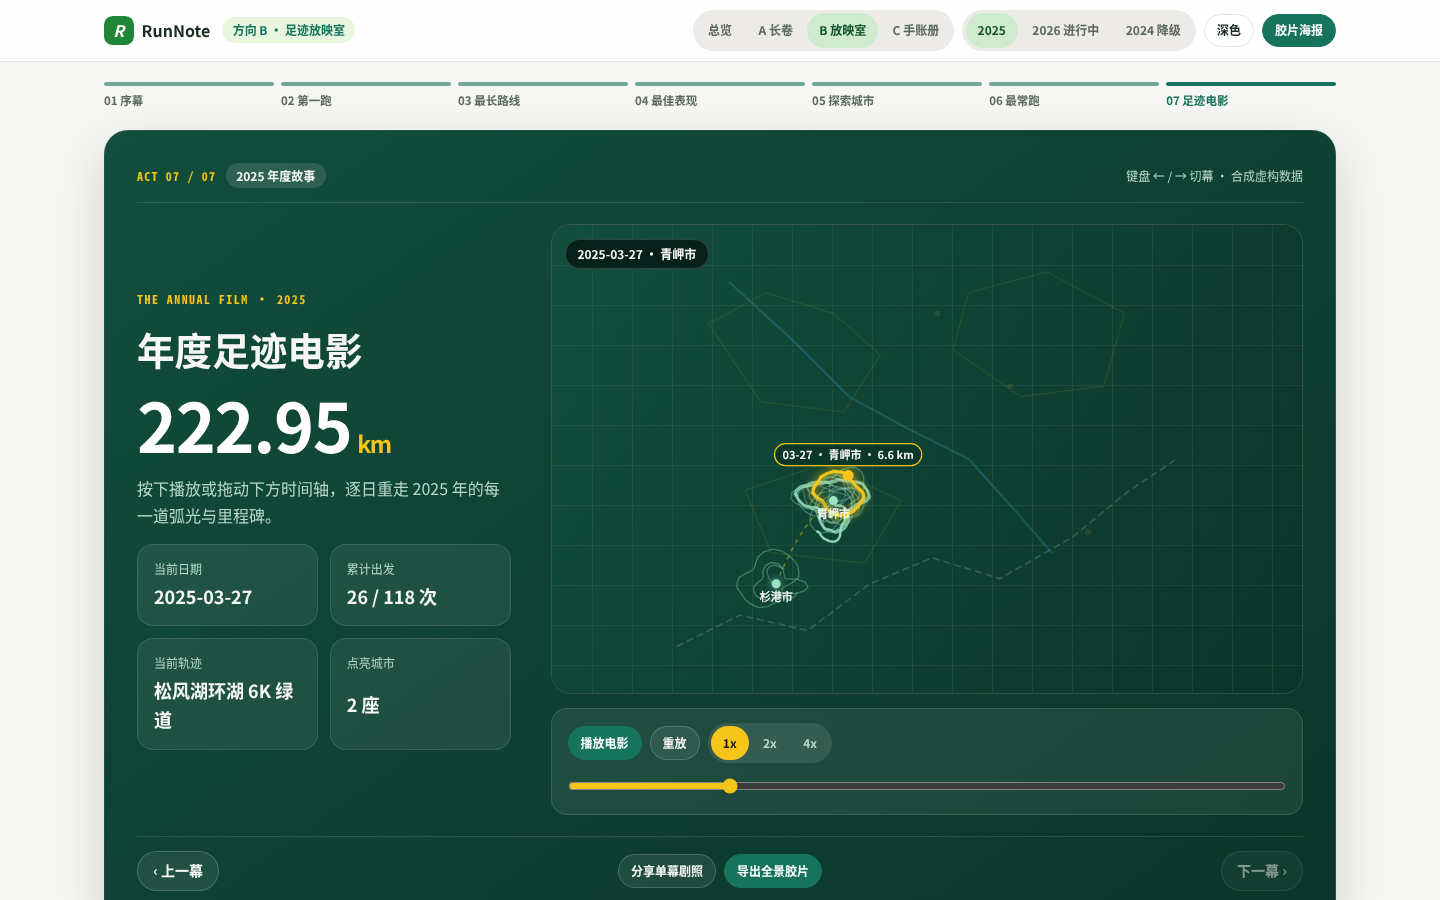 R RunNote 方向 B · 足迹放映室 总览 A 长卷 B 放映室 C 手账册 2025 2026 进行中 2024 降级 深色 胶片海报
01 序幕 02 第一跑 03 最长路线 04 最佳表现 05 探索城市 06 最常跑 07 足迹电影
ACT 07 / 07 2025 年度故事 键盘 ← / → 切幕 · 合成虚构数据
2025-03-27 · 青岬市
THE ANNUAL FILM · 2025
年度足迹电影
222.95 km
按下播放或拖动下方时间轴，逐日重走 2025 年的每
一道弧光与里程碑。
当前日期
2025-03-27
累计出发
26 / 118 次
当前轨迹
松风湖环湖 6K 绿
道
点亮城市
2 座
03-27 · 青岬市 · 6.6 km
青岬市
杉港市
播放电影 重放 1x 2x 4x
‹ 上一幕 分享单幕剧照 导出全景胶片 下一幕 ›